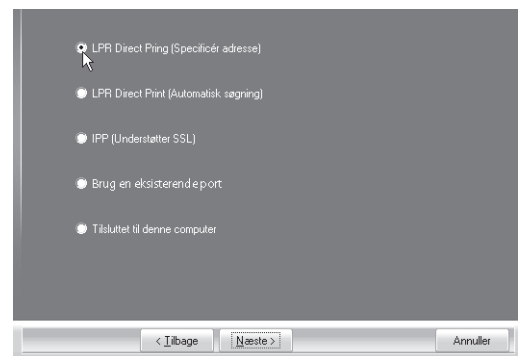 LPR Direct Pring (Specificér adresse)
LPR Direct Print (Automatisk søgning)
IPP (Understøtter SSL)
Brug en eksisterende port
Tilsluttet til denne computer
< Tilbage Næste > Annuller